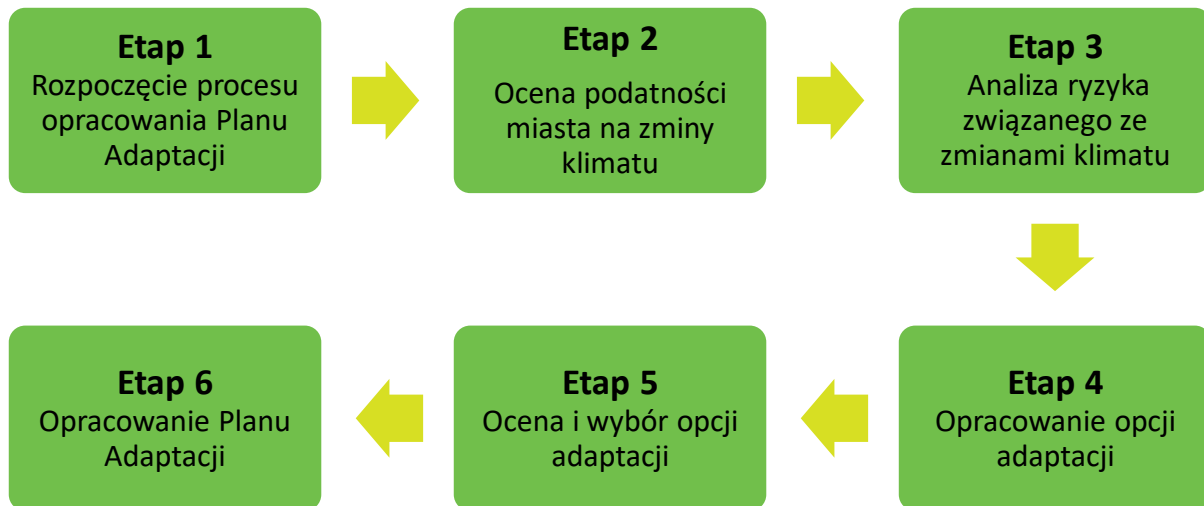 Etap 1
Rozpoczęcie procesu
opracowania Planu
Adaptacji
Etap 2
Ocena podatności
miasta na zminy
klimatu
Etap 3
Analiza ryzyka
związanego ze
zmianami klimatu
Etap 4
Opracowanie opcji
adaptacji
Etap 5
Ocena i wybór opcji
adaptacji
Etap 6
Opracowanie Planu
Adaptacji